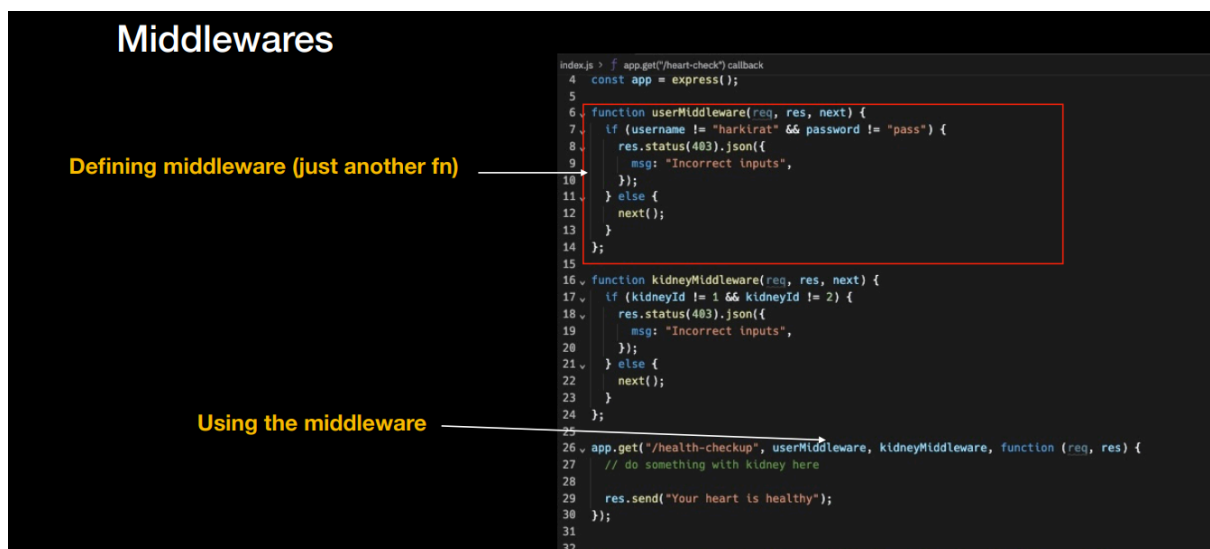 Middlewares
index.js > ƒ app.get("/heart-check") callback
4 const app = express();
5
6 function userMiddleware(req, res, next) {
7 if (username != "harkirat" && password != "pass") {
8 res.status(403).json({
9 msg: "Incorrect inputs",
10 });
11 } else {
12 next();
13 }
14 };
15
16 function kidneyMiddleware(req, res, next) {
17 if (kidneyId != 1 && kidneyId != 2) {
18 res.status(403).json({
19 msg: "Incorrect inputs",
20 });
21 } else {
22 next();
23 }
24 };
25
26 app.get("/health-checkup", userMiddleware, kidneyMiddleware, function (req, res) {
27 // do something with kidney here
28
29 res.send("Your heart is healthy");
30 });
31
32
Defining middleware (just another fn)
Using the middleware